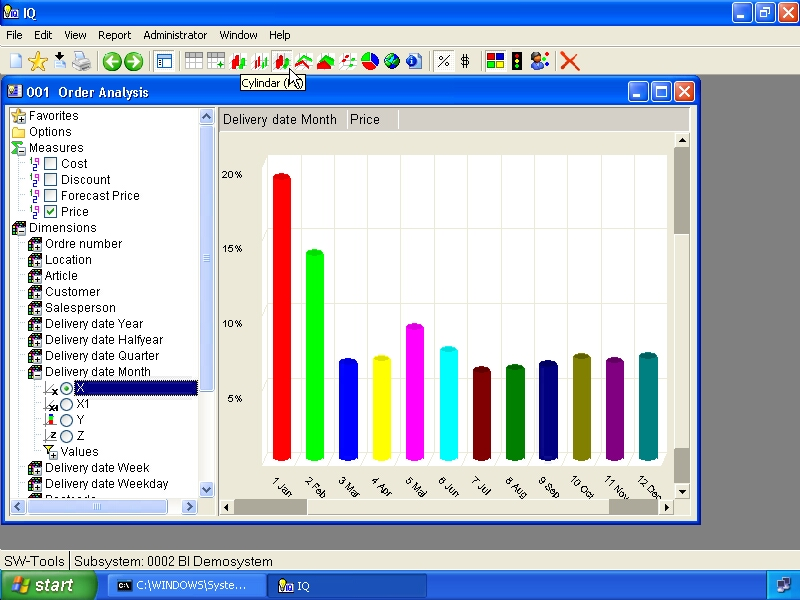 IQ
File Edit View Report Administrator Window Help
% $
Cylindar
001 Order Analysis
Favorites
Options
Measures
Cost
Discount
Forecast Price
Price
Dimensions
Ordre number
Location
Article
Customer
Salesperson
Delivery date Year
Delivery date Halfyear
Delivery date Quarter
Delivery date Month
X
X1
Y
Z
Values
Delivery date Week
Delivery date Weekday
Delivery date Month Price
20%
15%
10%
5%
1 Jan 2 Feb 3 Mar 4 Apr 5 Maj 6 Jun 7 Jul 8 Aug 9 Sep 10 Oct 11 Nov 12 Dec
SW-Tools Subsystem: 0002 BI Demosystem
start C:\WINDOWS\Syste... IQ